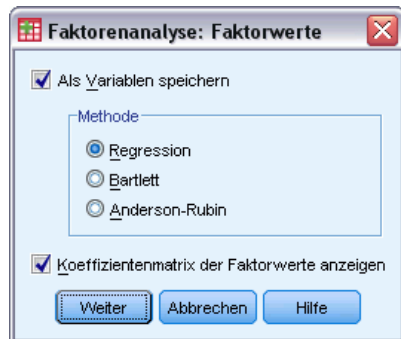 Faktorenanalyse: Faktorwerte
Als Variablen speichern
Methode
Regression
Bartlett
Anderson-Rubin
Koeffizientenmatrix der Faktorwerte anzeigen
Weiter Abbrechen Hilfe